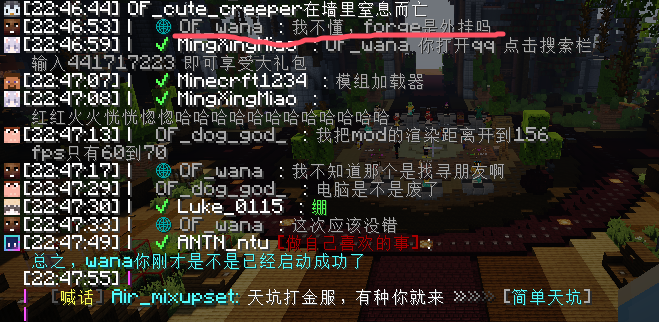 [22:46:44] OF_cute_creeper在墙里窒息而亡
[22:46:53] | OF_wana : 我不懂，forge是外挂吗
[22:46:59] | ✔ MingXingMiao : OF_wana 你打开qq 点击搜索栏
输入441717223 即可享受大礼包
[22:47:07] | ✔ Minecrft1234 : 模组加载器
[22:47:08] | ✔ MingXingMiao :
红红火火恍恍惚惚哈哈哈哈哈哈哈哈哈哈哈哈
[22:47:13] | OF_dog_god_ : 我把mod的渲染距离开到156
fps只有60到70
[22:47:17] | OF_wana : 我不知道那个是找寻朋友啊
[22:47:29] | OF_dog_god_ : 电脑是不是废了
[22:47:30] | ✔ Luke_0115 : 绷
[22:47:33] | OF_wana : 这次应该没错
[22:47:49] | ✔ ANTN_ntu [做自己喜欢的事] :
总之，wana你刚才是不是已经启动成功了
[22:47:55] |
| [喊话] Air_mixupset: 天坑打金服，有种你就来 »»» [简单天坑]
|